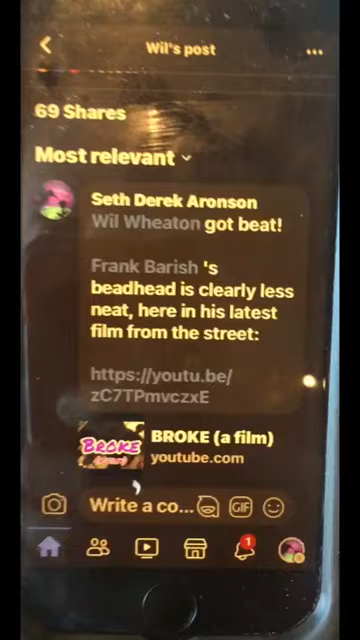 Wil's post
69 Shares
Most relevant
Seth Derek Aronson
Wil Wheaton got beat!
Frank Barish 's
beadhead is clearly less
neat, here in his latest
film from the street:
https://youtu.be/
zC7TPmvczxE
BROKE
BROKE (a film)
youtube.com
Write a co...
GIF
1